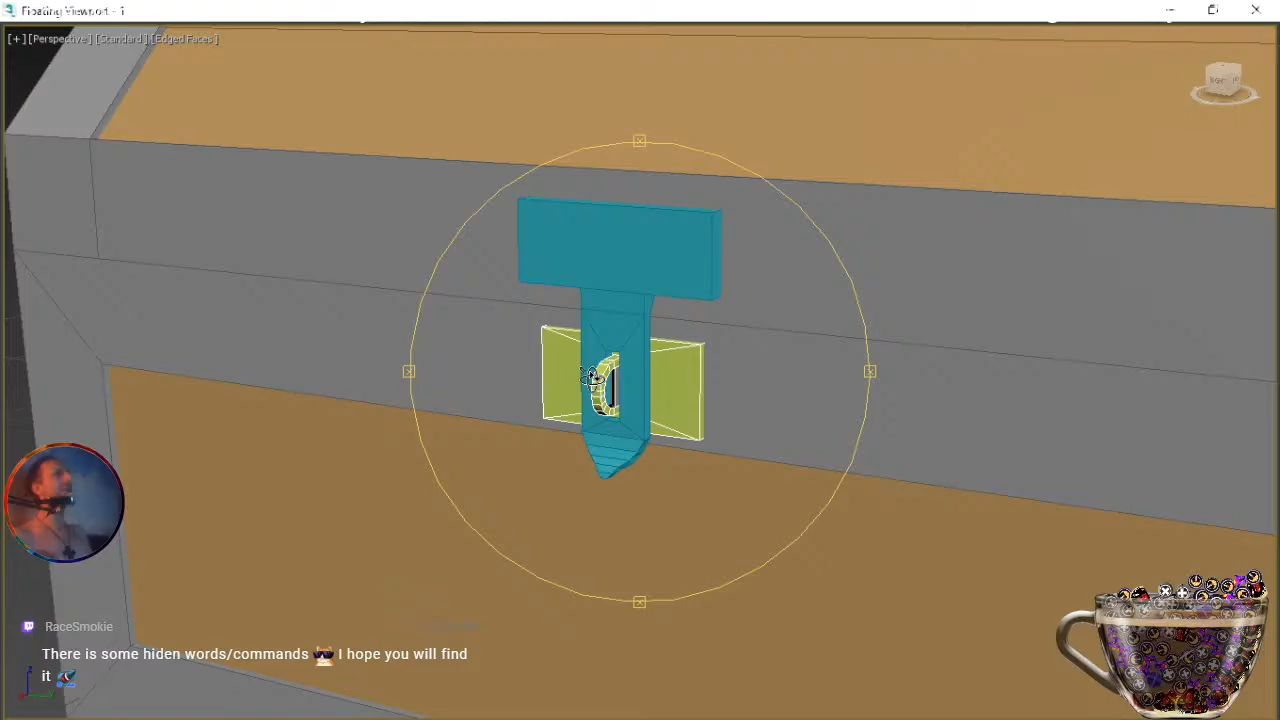 Floating Viewport - 1
[+] [Perspective] [Standard] [Edged Faces]
RaceSmokie
There is some hiden words/commands I hope you will find
it